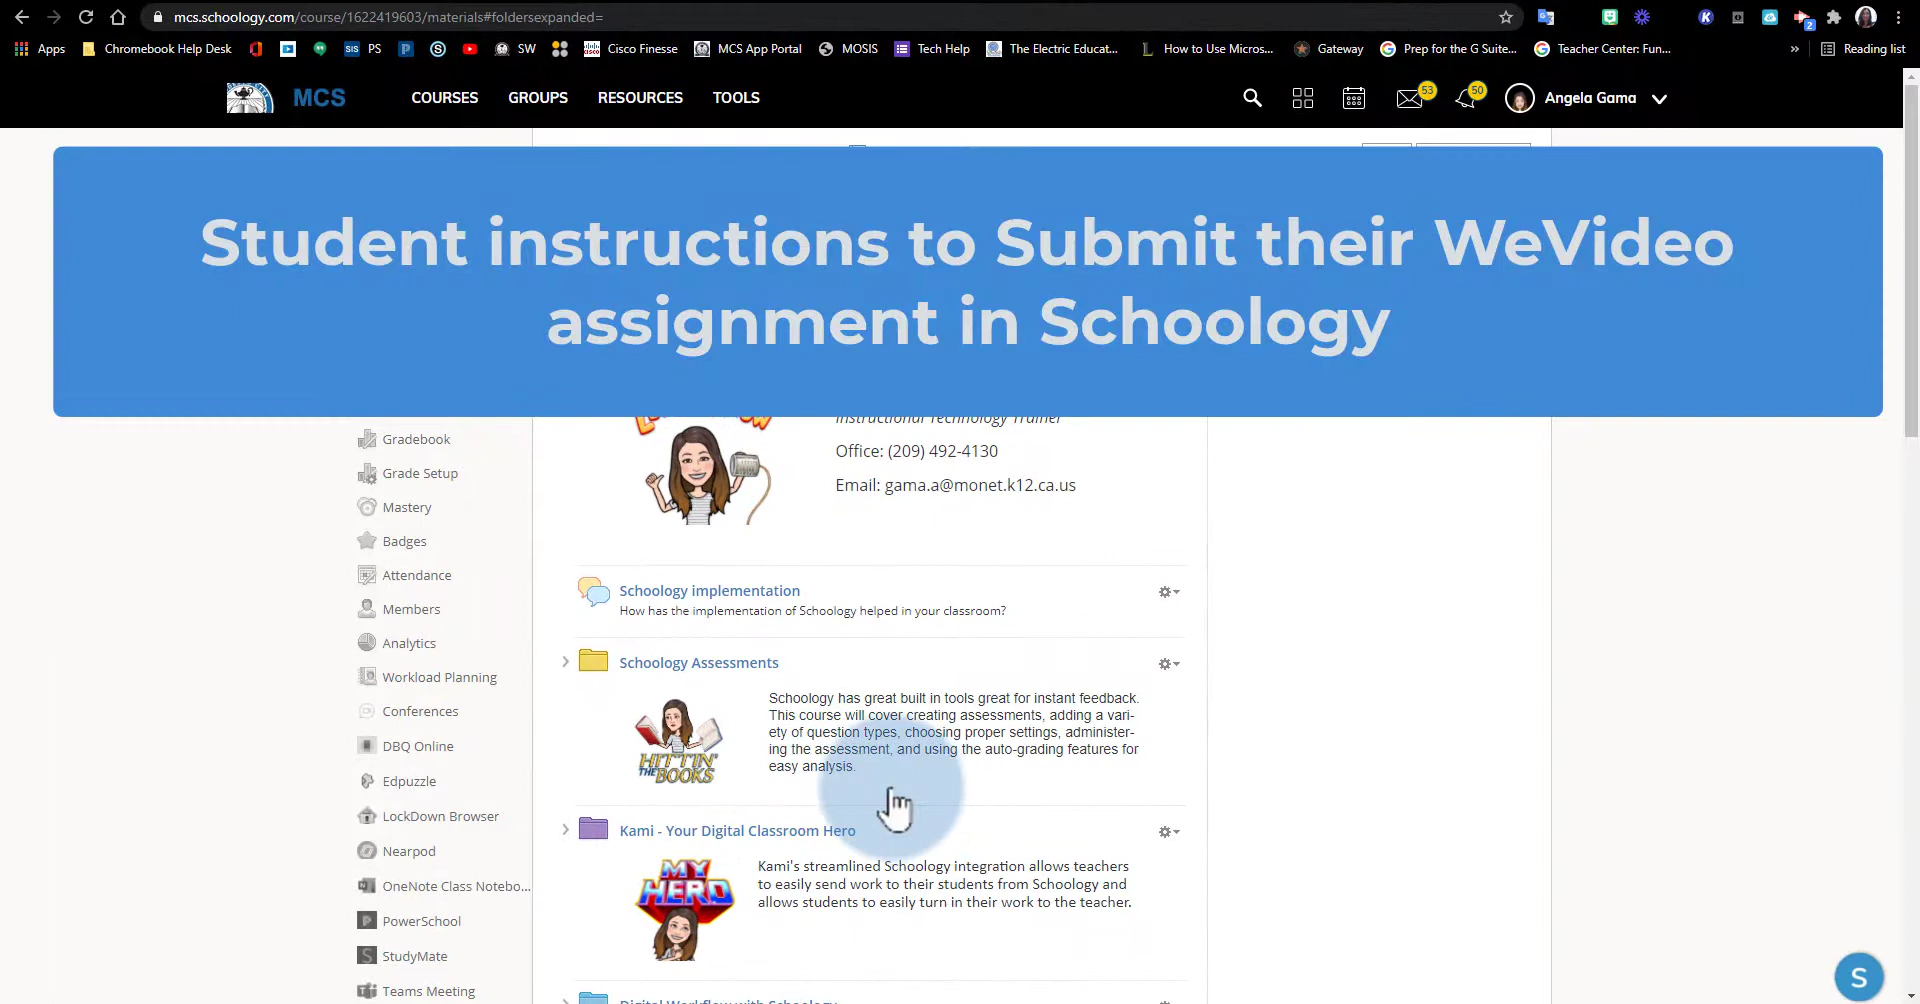 mcs.schoology.com/course/1622419603/materials#foldersexpanded=
Apps Chromebook Help Desk SIS PS SW Cisco Finesse MCS App Portal MOSIS Tech Help The Electric Educat... How to Use Micros... Gateway Prep for the G Suite... Teacher Center: Fun... » Reading list
MCS COURSES GROUPS RESOURCES TOOLS 53 50 Angela Gama
Student instructions to Submit their WeVideo
assignment in Schoology
Instructional Technology Trainer
Office: (209) 492-4130
Email: gama.a@monet.k12.ca.us
Gradebook
Grade Setup
Mastery
Badges
Attendance
Members
Analytics
Workload Planning
Conferences
DBQ Online
Edpuzzle
LockDown Browser
Nearpod
OneNote Class Notebo...
PowerSchool
StudyMate
Teams Meeting
Schoology implementation
How has the implementation of Schoology helped in your classroom?
Schoology Assessments
HITTIN'
THE BOOKS
Schoology has great built in tools great for instant feedback.
This course will cover creating assessments, adding a vari-
ety of question types, choosing proper settings, administer-
ing the assessment, and using the auto-grading features for
easy analysis.
Kami - Your Digital Classroom Hero
MY
HERO
Kami's streamlined Schoology integration allows teachers
to easily send work to their students from Schoology and
allows students to easily turn in their work to the teacher.
Digital Workflow with Schoology
S